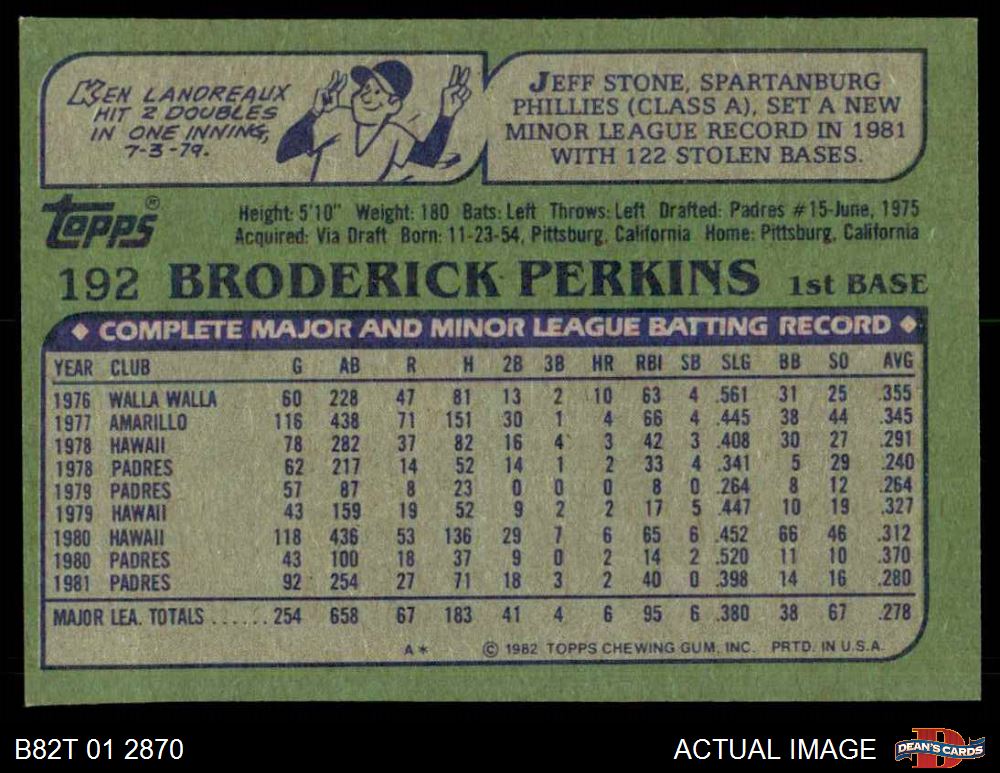 KEN LANDREAUX
HIT 2 DOUBLES
IN ONE INNING,
7-3-79.
JEFF STONE, SPARTANBURG
PHILLIES (CLASS A), SET A NEW
MINOR LEAGUE RECORD IN 1981
WITH 122 STOLEN BASES.
TOPPS®
Height: 5'10" Weight: 180 Bats: Left Throws: Left Drafted: Padres #15-June, 1975
Acquired: Via Draft Born: 11-23-54, Pittsburg, California Home: Pittsburg, California
192 BRODERICK PERKINS 1st BASE
◆ COMPLETE MAJOR AND MINOR LEAGUE BATTING RECORD ◆
YEAR CLUB G AB R H 2B 3B HR RBI SB SLG BB SO AVG
1976 WALLA WALLA 60 228 47 81 13 2 10 63 4 .561 31 25 .355
1977 AMARILLO 116 438 71 151 30 1 4 66 4 .445 38 44 .345
1978 HAWAII 78 282 37 82 16 4 3 42 3 .408 30 27 .291
1978 PADRES 62 217 14 52 14 1 2 33 4 .341 5 29 .240
1979 PADRES 57 87 8 23 0 0 0 8 0 .264 8 12 .264
1979 HAWAII 43 159 19 52 9 2 2 17 5 .447 10 19 .327
1980 HAWAII 118 436 53 136 29 7 6 65 6 .452 66 46 .312
1980 PADRES 43 100 18 37 9 0 2 14 2 .520 11 10 .370
1981 PADRES 92 254 27 71 18 3 2 40 0 .398 14 16 .280
MAJOR LEA. TOTALS ...... 254 658 67 183 41 4 6 95 6 .380 38 67 .278
A* © 1982 TOPPS CHEWING GUM, INC. PRTD. IN U.S.A.
B82T 01 2870
ACTUAL IMAGE
D
DEAN'S CARDS